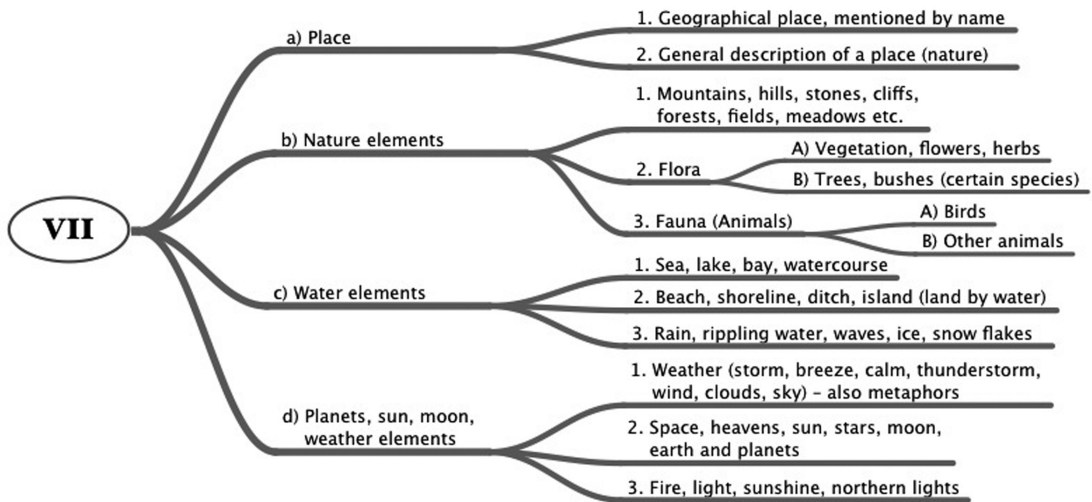 VII
a) Place
1. Geographical place, mentioned by name
2. General description of a place (nature)
b) Nature elements
1. Mountains, hills, stones, cliffs,
forests, fields, meadows etc.
2. Flora
A) Vegetation, flowers, herbs
B) Trees, bushes (certain species)
3. Fauna (Animals)
A) Birds
B) Other animals
c) Water elements
1. Sea, lake, bay, watercourse
2. Beach, shoreline, ditch, island (land by water)
3. Rain, rippling water, waves, ice, snow flakes
d) Planets, sun, moon,
weather elements
1. Weather (storm, breeze, calm, thunderstorm,
wind, clouds, sky) – also metaphors
2. Space, heavens, sun, stars, moon,
earth and planets
3. Fire, light, sunshine, northern lights